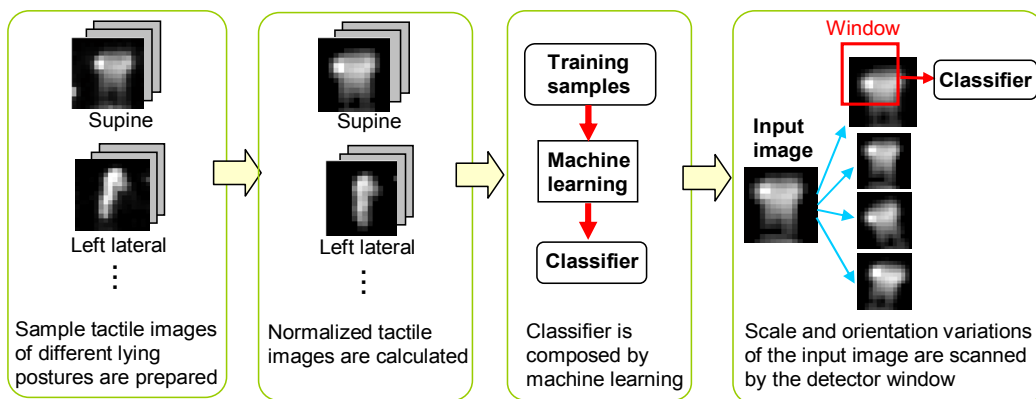 Supine
Left lateral
Sample tactile images
of different lying
postures are prepared
Supine
Left lateral
Normalized tactile
images are calculated
Training
samples
Machine
learning
Classifier
Classifier is
composed by
machine learning
Window
Classifier
Input
image
Scale and orientation variations
of the input image are scanned
by the detector window